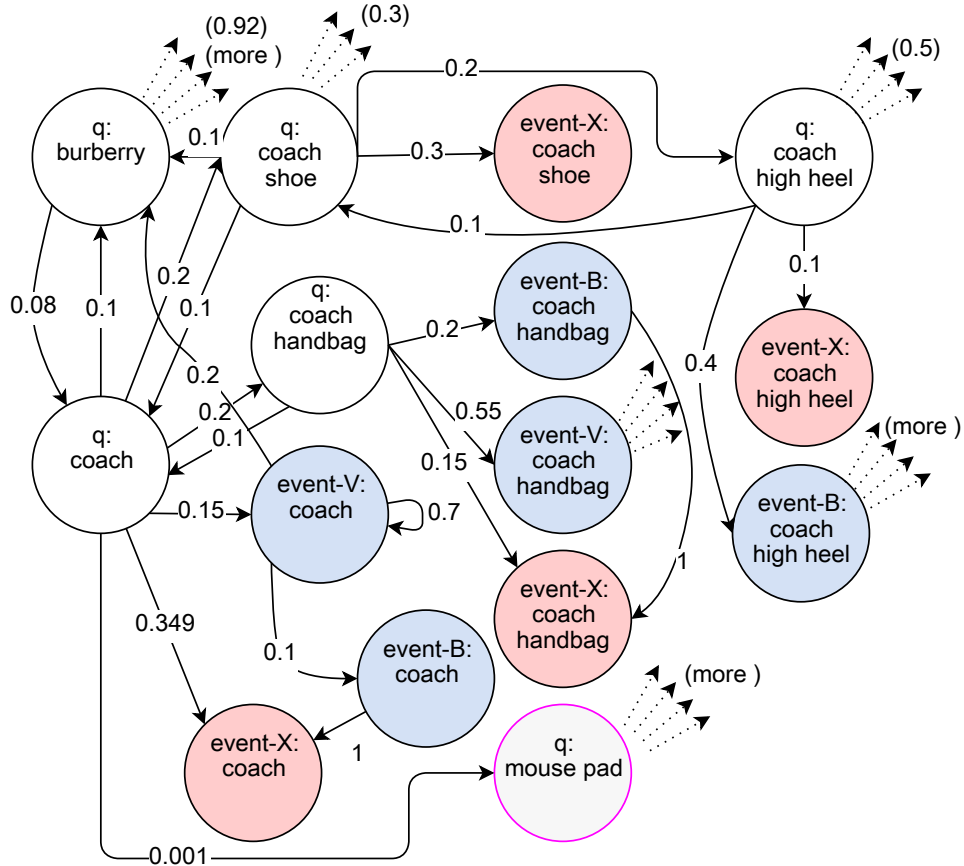 (0.92)
(more )
(0.3)
(0.5)
0.2
q:
burberry
0.1
q:
coach
shoe
0.3
event-X:
coach
shoe
q:
coach
high heel
0.1
0.1
0.08
0.1
0.2
0.1
q:
coach
handbag
0.2
event-B:
coach
handbag
event-X:
coach
high heel
0.4
0.2
0.2
0.1
0.55
0.15
event-V:
coach
handbag
(more )
q:
coach
0.15
event-V:
coach
0.7
event-B:
coach
high heel
1
event-X:
coach
handbag
0.349
0.1
event-B:
coach
(more )
1
event-X:
coach
q:
mouse pad
0.001